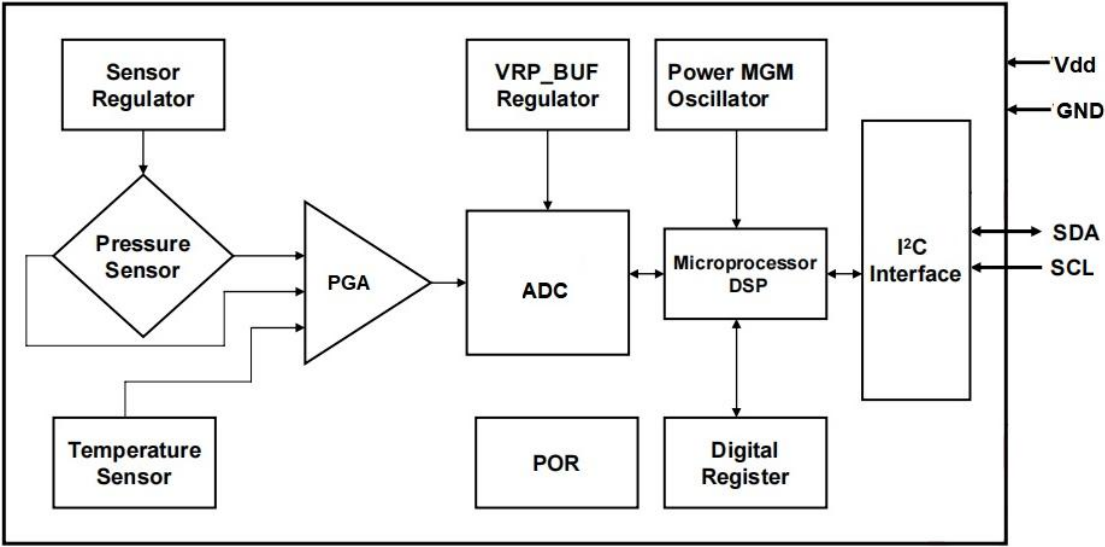 Sensor
Regulator
VRP_BUF
Regulator
Power MGM
Oscillator
Vdd
GND
Pressure
Sensor
PGA
ADC
Microprocessor
DSP
I²C
Interface
SDA
SCL
Temperature
Sensor
POR
Digital
Register